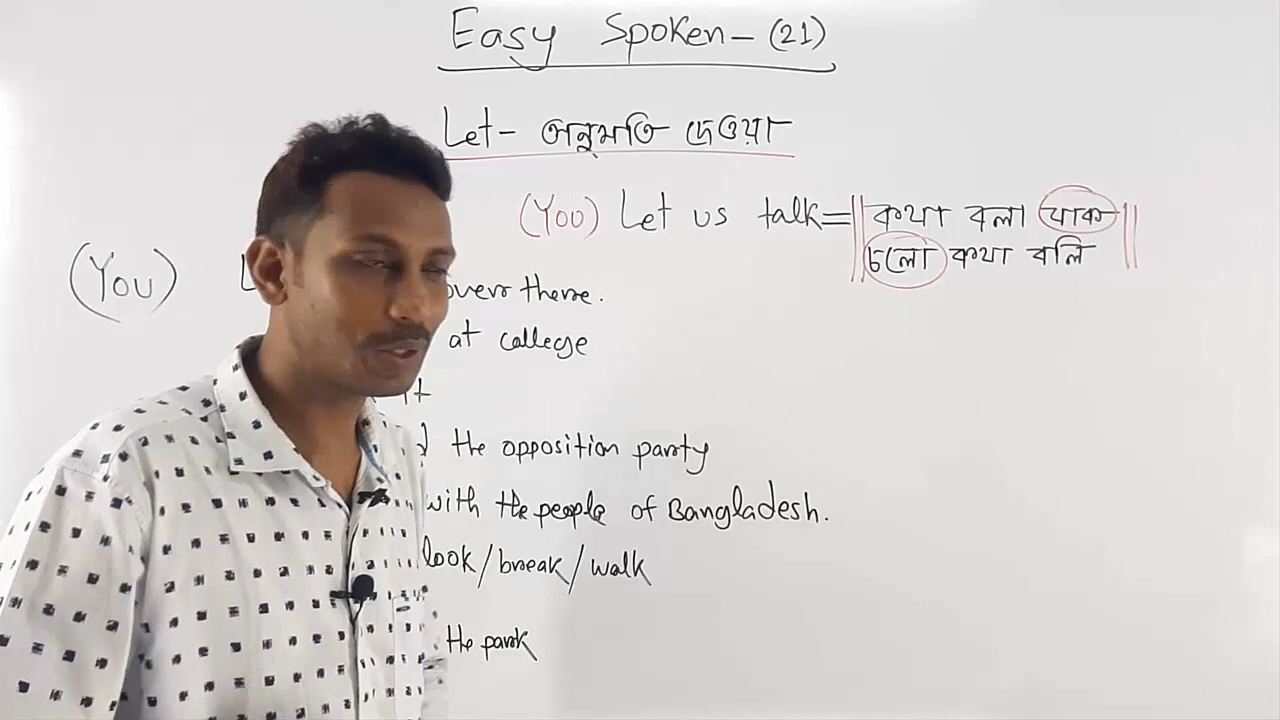 Easy Spoken - (21)
Let - অনুমতি দেওয়া
(You) Let us talk = কথা বলা যাক
চলো কথা বলি
(You) over there.
at college
it
the opposition party
with the people of Bangladesh.
look / break / walk
the park